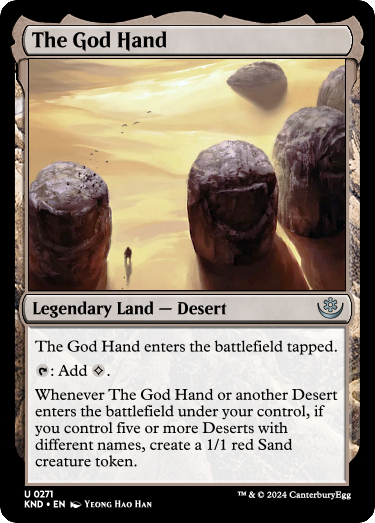 The God Hand
Legendary Land — Desert
The God Hand enters the battlefield tapped.
: Add .
Whenever The God Hand or another Desert
enters the battlefield under your control, if
you control five or more Deserts with
different names, create a 1/1 red Sand
creature token.
U 0271
KND • EN Yeong Hao Han
™ & © 2024 CanterburyEgg